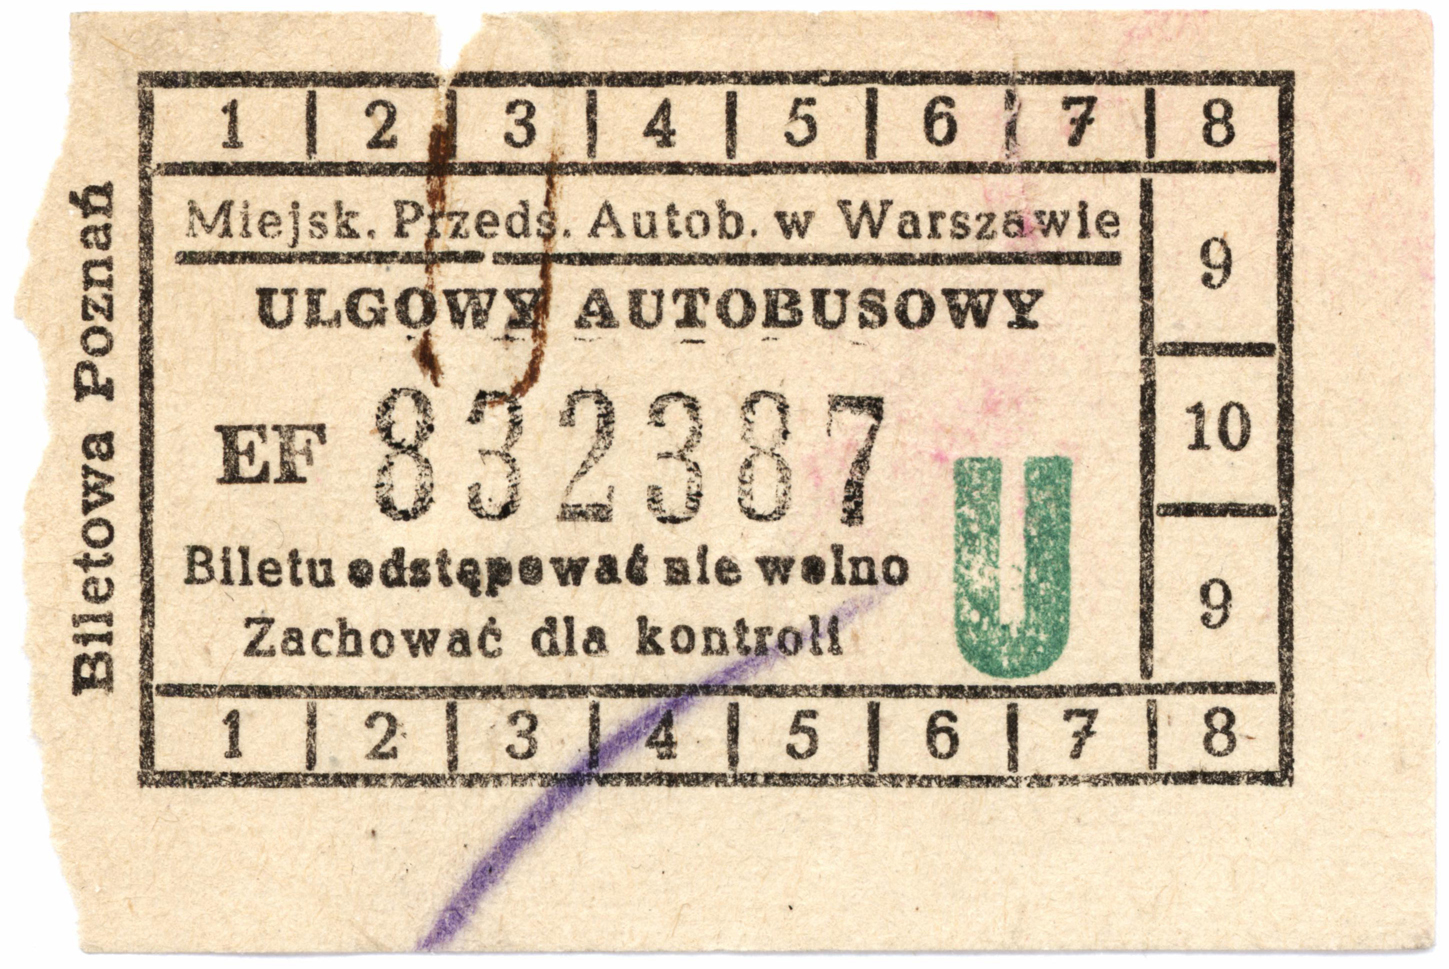 1 | 2 | 3 | 4 | 5 | 6 | 7 | 8
Miejsk. Przeds. Autob. w Warszawie
ULGOWY AUTOBUSOWY
EF 832387
U
Biletu odstępować nie wolno
Zachować dla kontroli
9
10
9
1 | 2 | 3 | 4 | 5 | 6 | 7 | 8
Biletowa Poznań